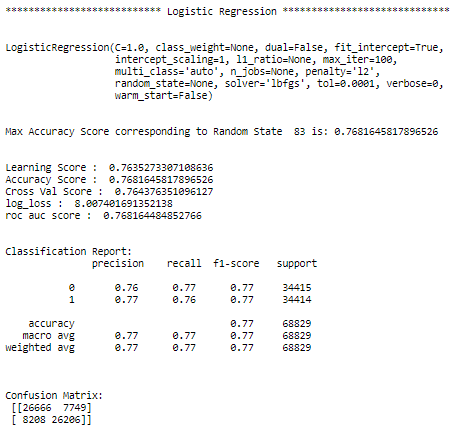 *************************** Logistic Regression *****************************
LogisticRegression(C=1.0, class_weight=None, dual=False, fit_intercept=True,
intercept_scaling=1, l1_ratio=None, max_iter=100,
multi_class='auto', n_jobs=None, penalty='l2',
random_state=None, solver='lbfgs', tol=0.0001, verbose=0,
warm_start=False)
Max Accuracy Score corresponding to Random State  83 is: 0.7681645817896526
Learning Score :  0.7635273307108636
Accuracy Score :  0.7681645817896526
Cross Val Score :  0.764376351096127
log_loss :  8.007401691352138
roc auc score :  0.768164484852766
Classification Report:
precision    recall  f1-score   support
0       0.76      0.77      0.77     34415
1       0.77      0.76      0.77     34414
accuracy                           0.77     68829
macro avg       0.77      0.77      0.77     68829
weighted avg       0.77      0.77      0.77     68829
Confusion Matrix:
[[26666  7749]
[ 8208 26206]]